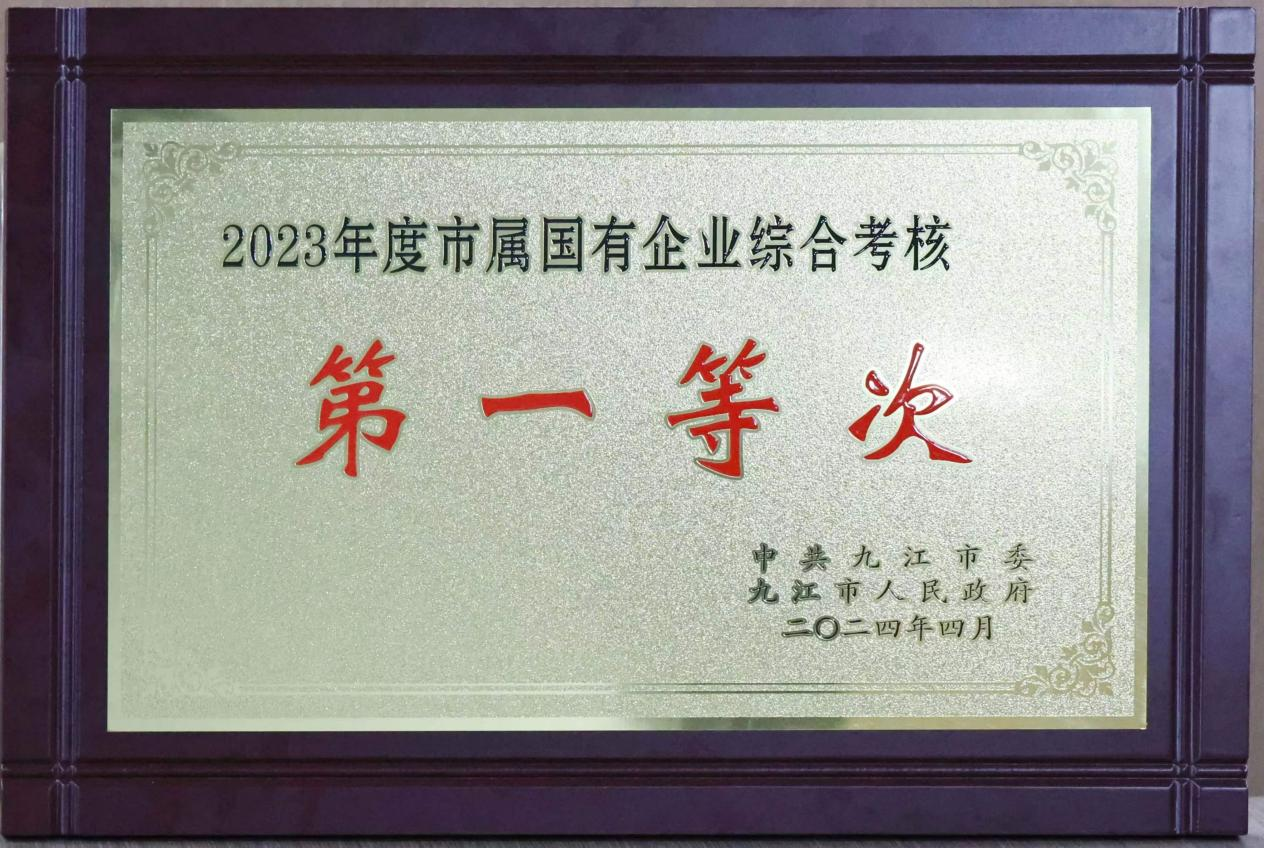 2023年度市属国有企业综合考核
第一等次
中共九江市委
九江市人民政府
二〇二四年四月